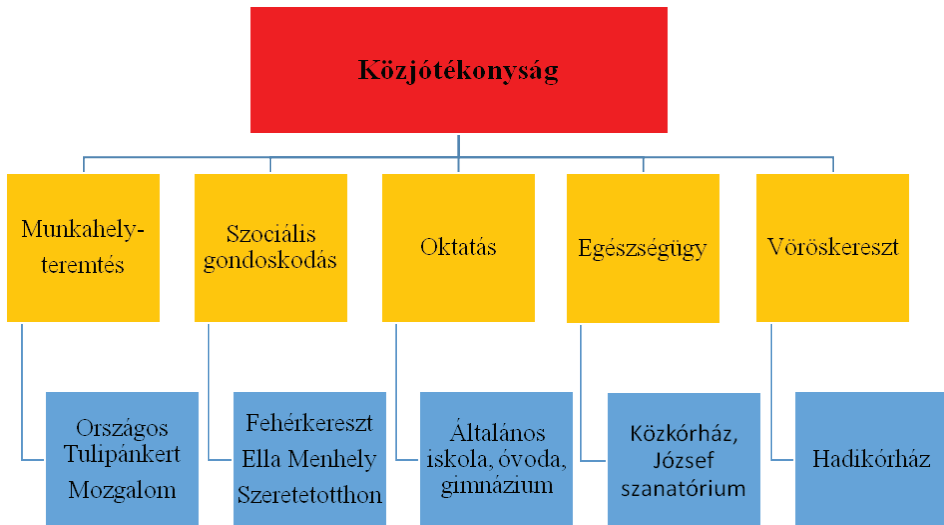 Közjótékonyság
Munkahely-
teremtés
Szociális
gondoskodás
Oktatás
Egészségügy
Vöröskereszt
Országos
Tulipánkert
Mozgalom
Fehérkereszt
Ella Menhely
Szeretetotthon
Általános
iskola, óvoda,
gimnázium
Közkórház,
József
szanatórium
Hadikórház